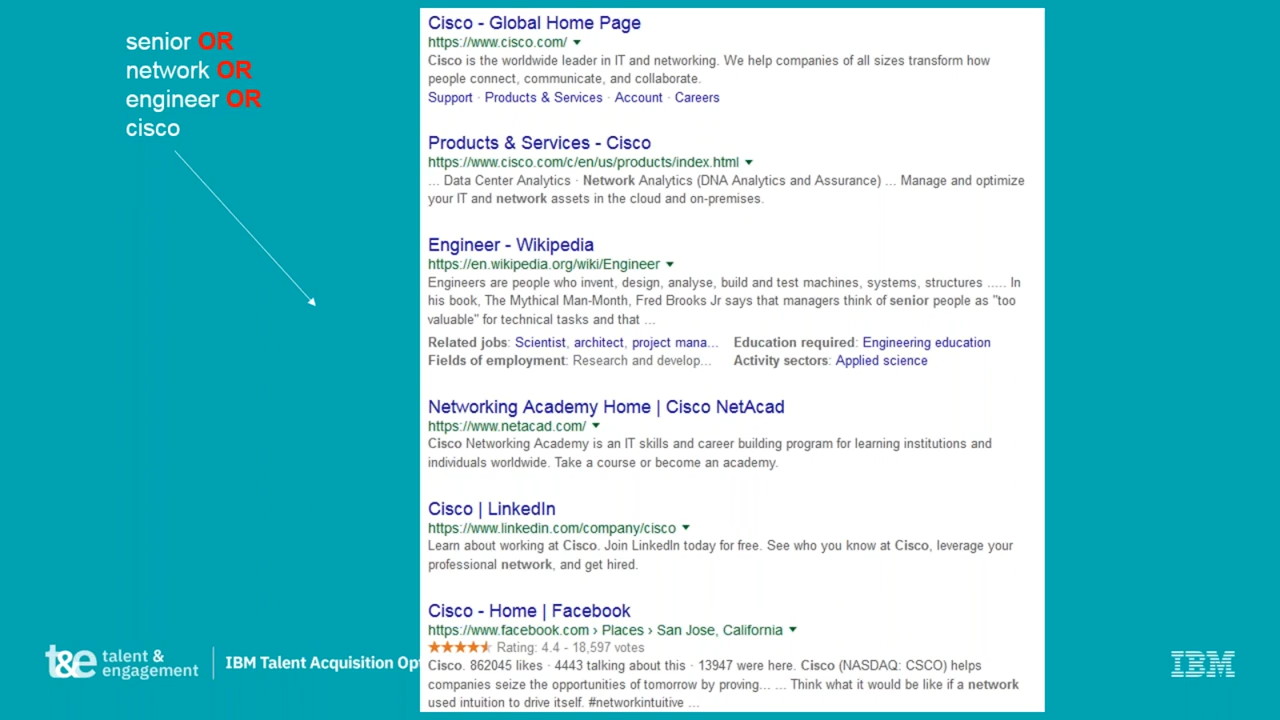 senior OR
network OR
engineer OR
cisco
Cisco - Global Home Page
https://www.cisco.com/
Cisco is the worldwide leader in IT and networking. We help companies of all sizes transform how
people connect, communicate, and collaborate.
Support · Products & Services · Account · Careers
Products & Services - Cisco
https://www.cisco.com/c/en/us/products/index.html
... Data Center Analytics · Network Analytics (DNA Analytics and Assurance) ... Manage and optimize
your IT and network assets in the cloud and on-premises.
Engineer - Wikipedia
https://en.wikipedia.org/wiki/Engineer
Engineers are people who invent, design, analyse, build and test machines, systems, structures ..... In
his book, The Mythical Man-Month, Fred Brooks Jr says that managers think of senior people as "too
valuable" for technical tasks and that ...
Related jobs: Scientist, architect, project mana... Education required: Engineering education
Fields of employment: Research and develop... Activity sectors: Applied science
Networking Academy Home | Cisco NetAcad
https://www.netacad.com/
Cisco Networking Academy is an IT skills and career building program for learning institutions and
individuals worldwide. Take a course or become an academy.
Cisco | LinkedIn
https://www.linkedin.com/company/cisco
Learn about working at Cisco. Join LinkedIn today for free. See who you know at Cisco, leverage your
professional network, and get hired.
Cisco - Home | Facebook
https://www.facebook.com › Places › San Jose, California
Rating: 4.4 - 18,597 votes
Cisco. 862045 likes · 4443 talking about this · 13947 were here. Cisco (NASDAQ: CSCO) helps
companies seize the opportunities of tomorrow by proving... ... Think what it would be like if a network
used intuition to drive itself. #networkintuitive ...
t&e talent &
engagement
IBM Talent Acquisition Op
IBM